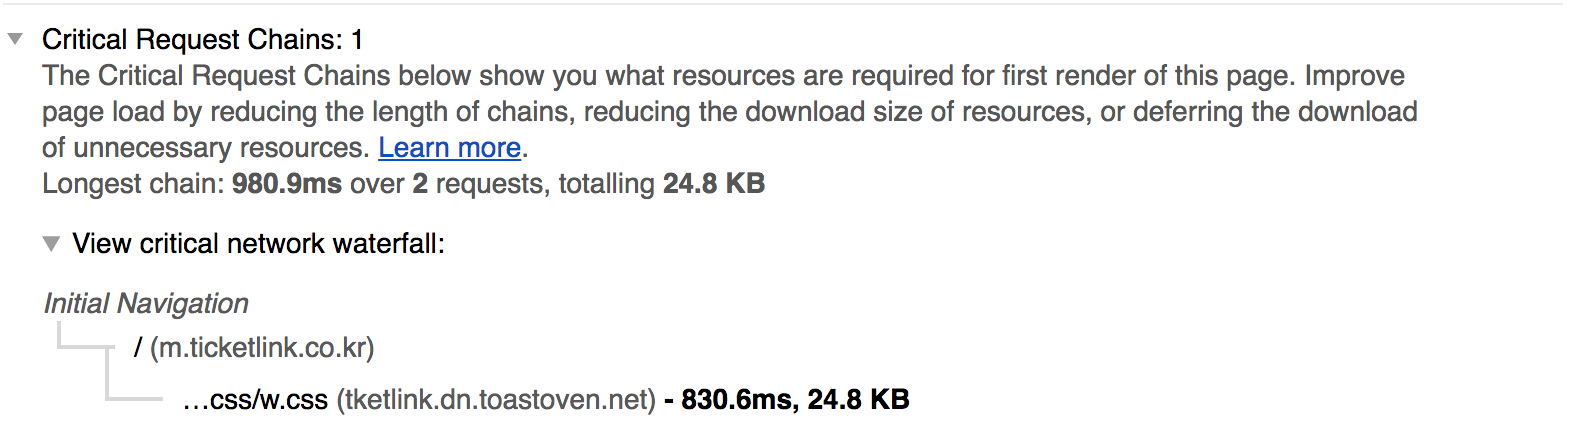 Critical Request Chains: 1
The Critical Request Chains below show you what resources are required for first render of this page. Improve
page load by reducing the length of chains, reducing the download size of resources, or deferring the download
of unnecessary resources. Learn more.
Longest chain: 980.9ms over 2 requests, totalling 24.8 KB
View critical network waterfall:
Initial Navigation
/ (m.ticketlink.co.kr)
…css/w.css (tketlink.dn.toastoven.net) - 830.6ms, 24.8 KB